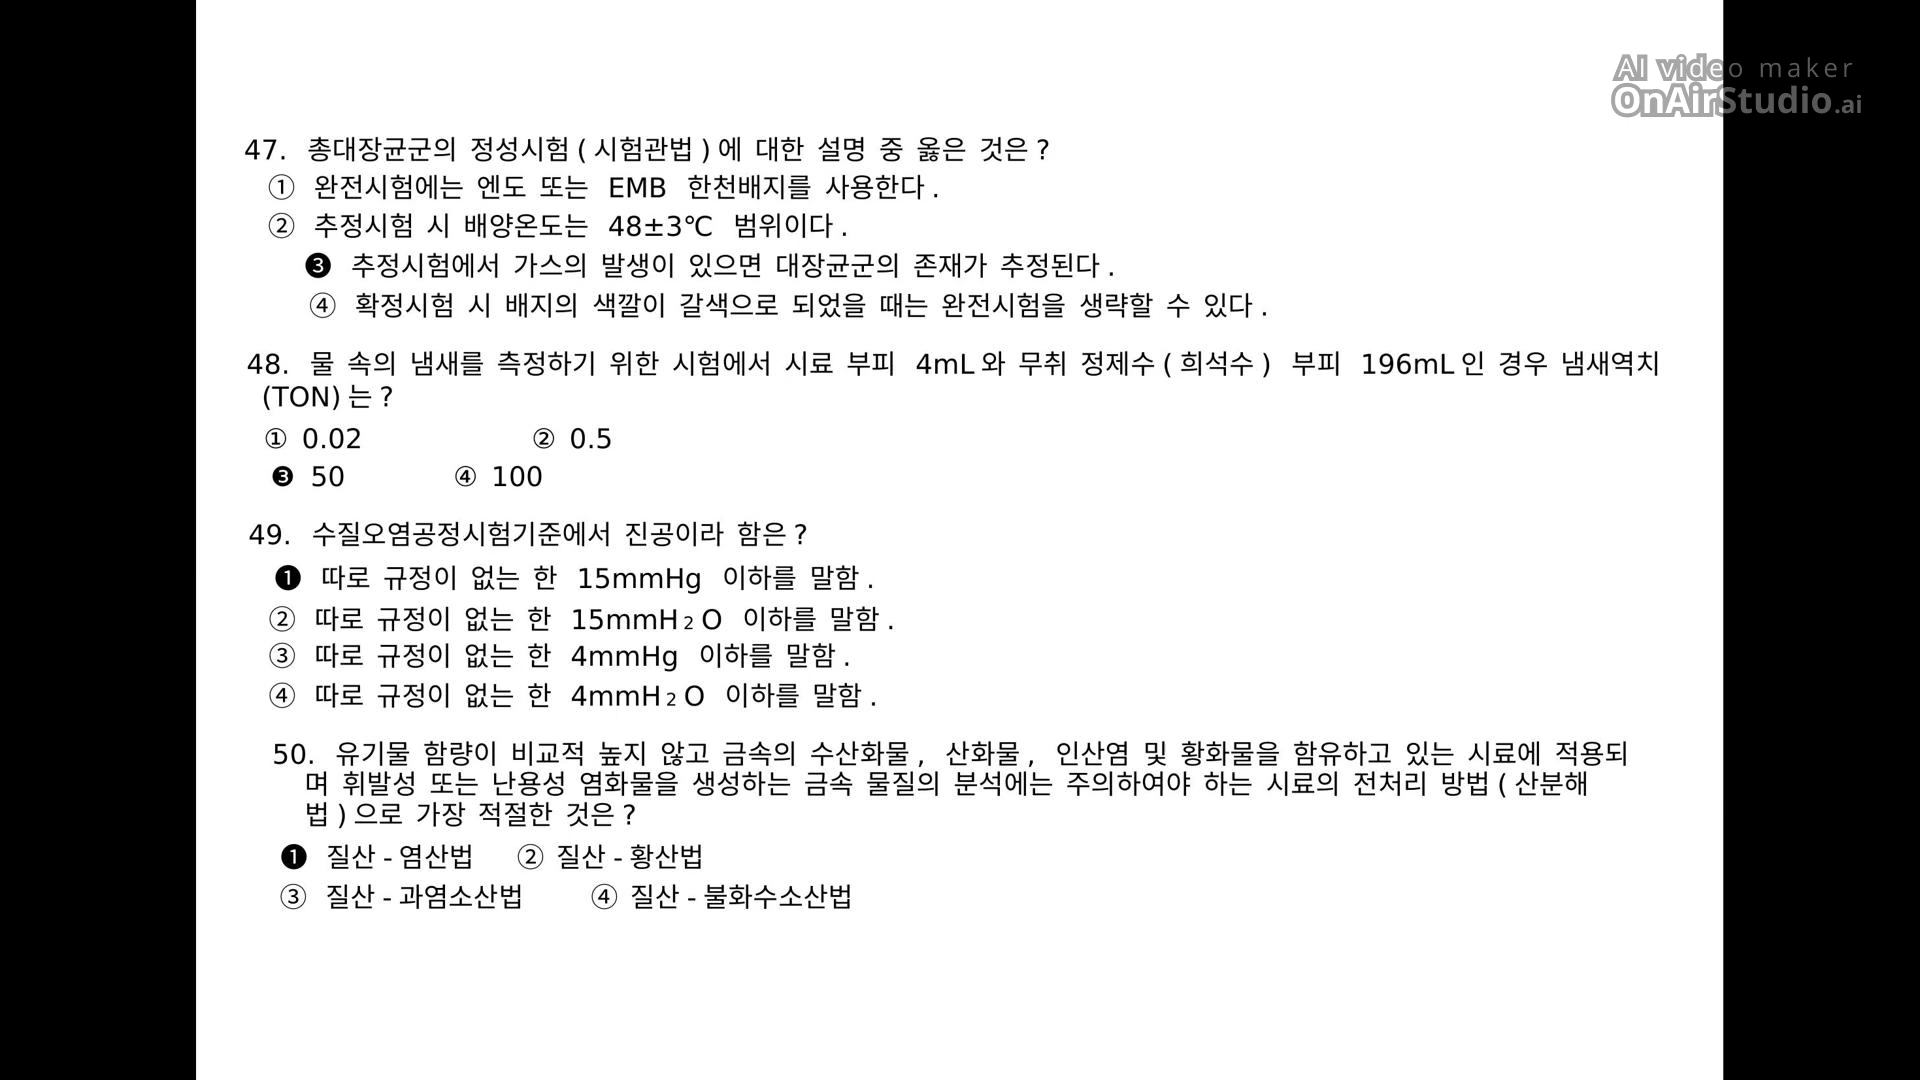 AI video maker
OnAirStudio.ai
47. 총대장균군의 정성시험(시험관법)에 대한 설명 중 옳은 것은?
① 완전시험에는 엔도 또는 EMB 한천배지를 사용한다.
② 추정시험 시 배양온도는 48±3℃ 범위이다.
❸ 추정시험에서 가스의 발생이 있으면 대장균군의 존재가 추정된다.
④ 확정시험 시 배지의 색깔이 갈색으로 되었을 때는 완전시험을 생략할 수 있다.
48. 물 속의 냄새를 측정하기 위한 시험에서 시료 부피 4mL와 무취 정제수(희석수) 부피 196mL인 경우 냄새역치
(TON)는?
① 0.02 ② 0.5
❸ 50 ④ 100
49. 수질오염공정시험기준에서 진공이라 함은?
❶ 따로 규정이 없는 한 15mmHg 이하를 말함.
② 따로 규정이 없는 한 15mmH₂O 이하를 말함.
③ 따로 규정이 없는 한 4mmHg 이하를 말함.
④ 따로 규정이 없는 한 4mmH₂O 이하를 말함.
50. 유기물 함량이 비교적 높지 않고 금속의 수산화물, 산화물, 인산염 및 황화물을 함유하고 있는 시료에 적용되
며 휘발성 또는 난용성 염화물을 생성하는 금속 물질의 분석에는 주의하여야 하는 시료의 전처리 방법(산분해
법)으로 가장 적절한 것은?
❶ 질산-염산법 ② 질산-황산법
③ 질산-과염소산법 ④ 질산-불화수소산법